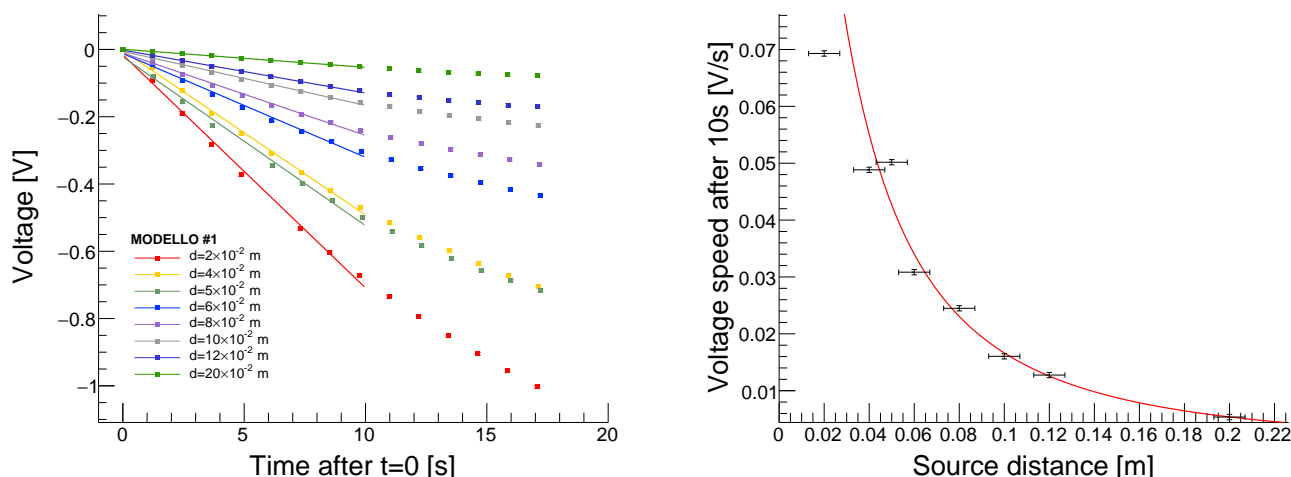 0
−0.2
−0.4
−0.6
−0.8
−1
Voltage [V]
MODELLO #1
d=2×10⁻² m
d=4×10⁻² m
d=5×10⁻² m
d=6×10⁻² m
d=8×10⁻² m
d=10×10⁻² m
d=12×10⁻² m
d=20×10⁻² m
0 5 10 15 20
Time after t=0 [s]
0.07
0.06
0.05
0.04
0.03
0.02
0.01
Voltage speed after 10s [V/s]
0 0.02 0.04 0.06 0.08 0.1 0.12 0.14 0.16 0.18 0.2 0.22
Source distance [m]